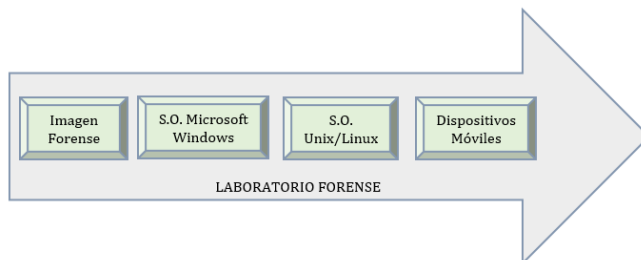 Imagen
Forense
S.O. Microsoft
Windows
S.O.
Unix/Linux
Dispositivos
Móviles
LABORATORIO FORENSE